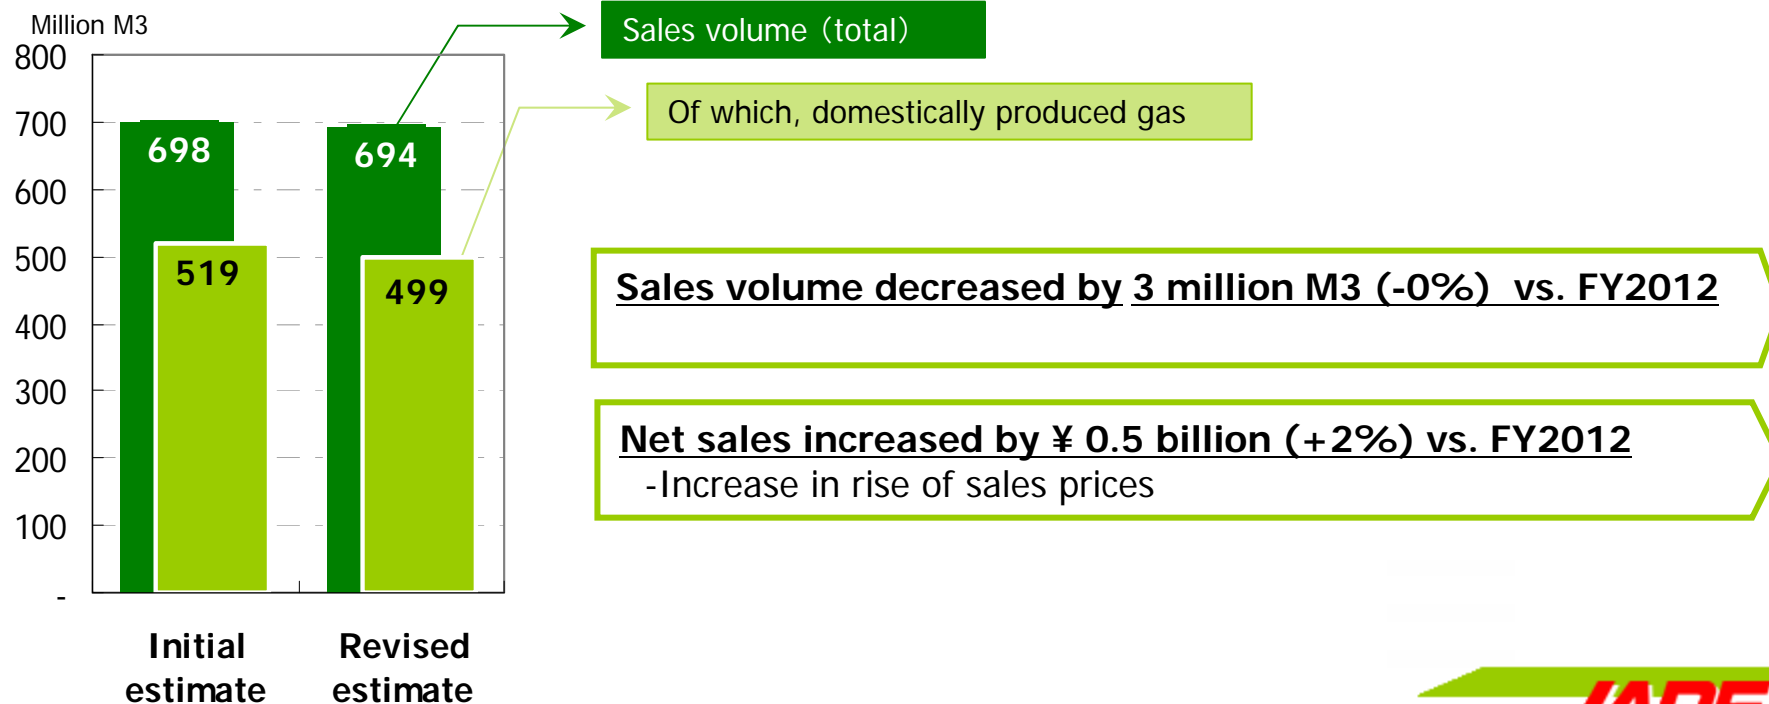 Million M3
Sales volume（total）
Of which, domestically produced gas
800
700
600
500
400
300
200
100
-
698
694
519
499
Initial estimate
Revised estimate
Sales volume decreased by 3 million M3 (-0%) vs. FY2012
Net sales increased by ¥ 0.5 billion (+2%) vs. FY2012
-Increase in rise of sales prices